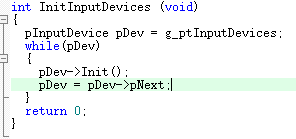 int InitInputDevices (void)
{
pInputDevice pDev = g_ptInputDevices;
while(pDev)
{
pDev->Init();
pDev = pDev->pNext;
}
return 0;
}